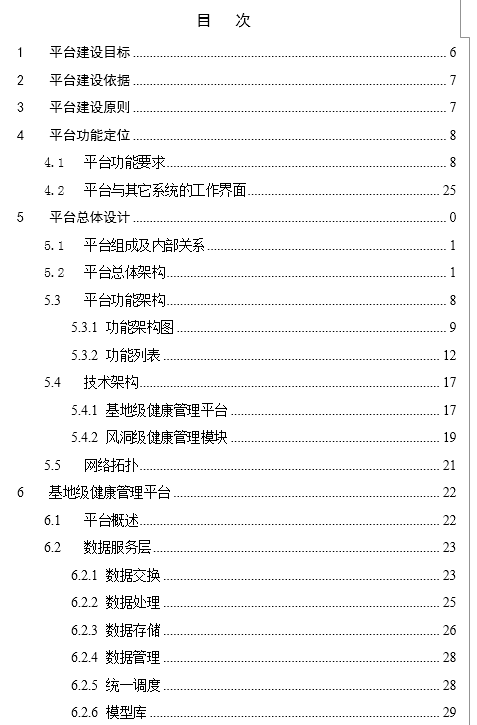 目 次
1 平台建设目标 6
2 平台建设依据 7
3 平台建设原则 7
4 平台功能定位 8
4.1 平台功能要求 8
4.2 平台与其它系统的工作界面 25
5 平台总体设计 0
5.1 平台组成及内部关系 1
5.2 平台总体架构 1
5.3 平台功能架构 8
5.3.1 功能架构图 9
5.3.2 功能列表 12
5.4 技术架构 17
5.4.1 基地级健康管理平台 17
5.4.2 风洞级健康管理模块 19
5.5 网络拓扑 21
6 基地级健康管理平台 22
6.1 平台概述 22
6.2 数据服务层 23
6.2.1 数据交换 23
6.2.2 数据处理 25
6.2.3 数据存储 26
6.2.4 数据管理 28
6.2.5 统一调度 28
6.2.6 模型库 29